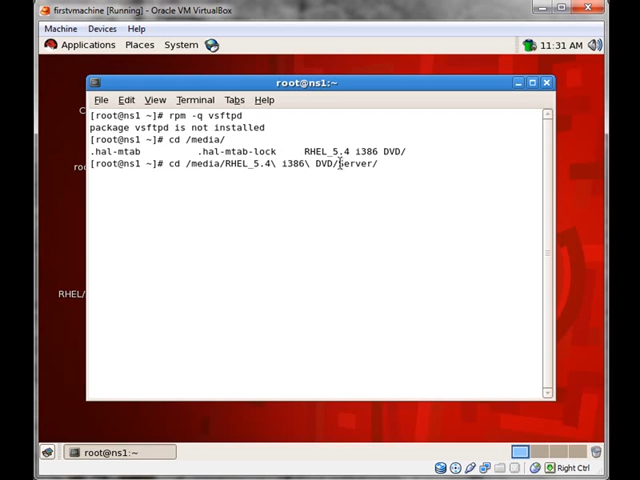 firstvmachine [Running] - Oracle VM VirtualBox
Machine Devices Help
Applications Places System 11:31 AM
root@ns1:~
File Edit View Terminal Tabs Help
[root@ns1 ~]# rpm -q vsftpd
package vsftpd is not installed
[root@ns1 ~]# cd /media/
.hal-mtab .hal-mtab-lock RHEL_5.4 i386 DVD/
[root@ns1 ~]# cd /media/RHEL_5.4\ i386\ DVD/Server/
RHEL/
root@ns1:~
Right Ctrl